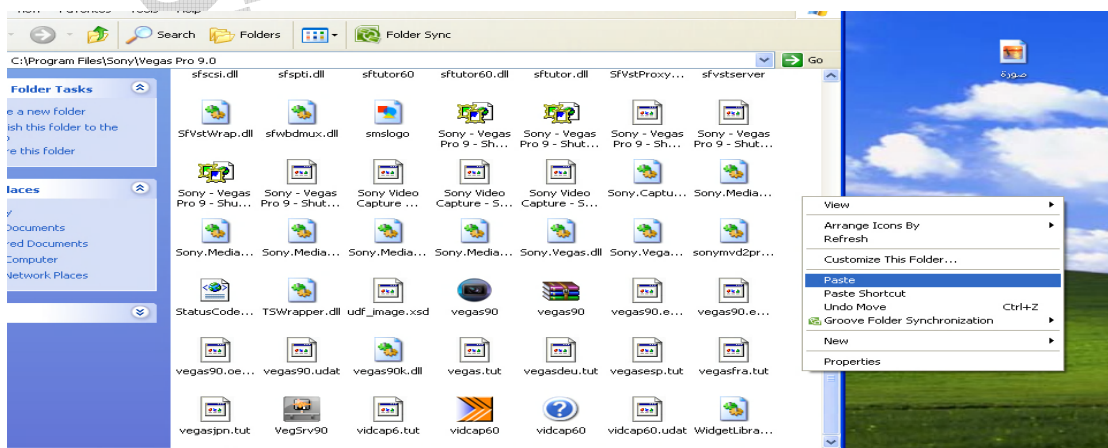 Search Folders Folder Sync
C:\Program Files\Sony\Vegas Pro 9.0 Go
sfscsi.dll sfspti.dll sftutor60 sftutor60.dll sftutor.dll SfVstProxy... sfvstserver
Folder Tasks
e a new folder
ish this folder to the
re this folder
SfVstWrap.dll sfwbdmux.dll smslogo Sony - Vegas Pro 9 - Sh... Sony - Vegas Pro 9 - Shut... Sony - Vegas Pro 9 - Sh... Sony - Vegas Pro 9 - Shut...
Sony - Vegas Pro 9 - Shu... Sony - Vegas Pro 9 - Shut... Sony Video Capture ... Sony Video Capture - S... Sony Video Capture - S... Sony.Captu... Sony.Media...
laces
y
Documents
red Documents
Computer
Network Places
Sony.Media... Sony.Media... Sony.Media... Sony.Media... Sony.Vegas.dll Sony.Vega... sonymvd2pr...
StatusCode... TSWrapper.dll udf_image.xsd vegas90 vegas90 vegas90.e... vegas90.e...
vegas90.oe... vegas90.udat vegas90k.dll vegas.tut vegasdeu.tut vegasesp.tut vegasfra.tut
vegasjpn.tut VegSrv90 vidcap6.tut vidcap60 vidcap60 vidcap60.udat WidgetLibra...
صورة
View
Arrange Icons By
Refresh
Customize This Folder...
Paste
Paste Shortcut
Undo Move Ctrl+Z
Groove Folder Synchronization
New
Properties